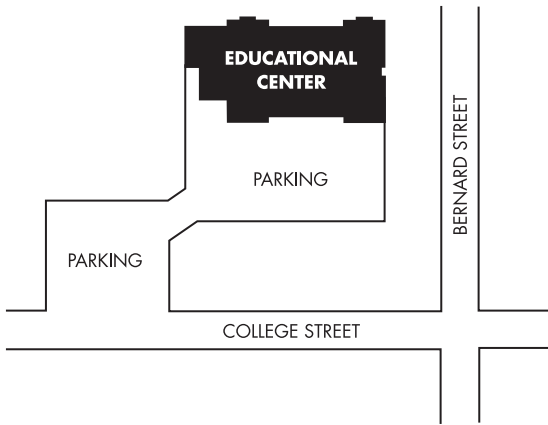 EDUCATIONAL
CENTER
PARKING
BERNARD STREET
PARKING
COLLEGE STREET